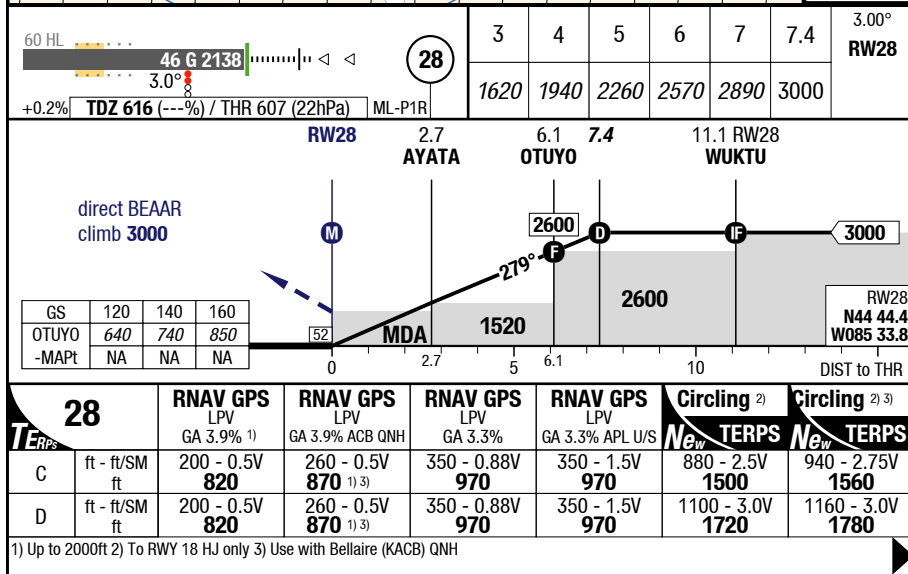 60 HL
46 G 2138
28
3.0°
+0.2% TDZ 616 (---%) / THR 607 (22hPa) ML-P1R
3 4 5 6 7 7.4 3.00° RW28
1620 1940 2260 2570 2890 3000
RW28 2.7 AYATA 6.1 OTUYO 7.4 11.1 RW28 WUKTU
direct BEAAR
climb 3000
M 2600 D IF 3000
F
279°
2600
1520
MDA
52
GS 120 140 160
OTUYO 640 740 850
-MAPt NA NA NA
RW28
N44 44.4
W085 33.8
0 2.7 5 6.1 10 DIST to THR
TERPs 28
RNAV GPS LPV GA 3.9% 1)
RNAV GPS LPV GA 3.9% ACB QNH
RNAV GPS LPV GA 3.3%
RNAV GPS LPV GA 3.3% APL U/S
Circling 2) New TERPS
Circling 2) 3) New TERPS
C ft - ft/SM 200 - 0.5V 260 - 0.5V 350 - 0.88V 350 - 1.5V 880 - 2.5V 940 - 2.75V
ft 820 870 1) 3) 970 970 1500 1560
D ft - ft/SM 200 - 0.5V 260 - 0.5V 350 - 0.88V 350 - 1.5V 1100 - 3.0V 1160 - 3.0V
ft 820 870 1) 3) 970 970 1720 1780
1) Up to 2000ft 2) To RWY 18 HJ only 3) Use with Bellaire (KACB) QNH